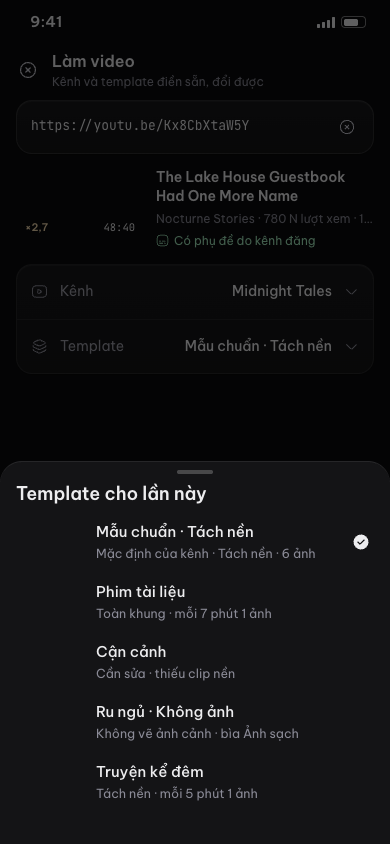 9:41
Làm video
Kênh và template điền sẵn, đổi được
https://youtu.be/Kx8CbXtaW5Y
The Lake House Guestbook
Had One More Name
Nocturne Stories · 780 N lượt xem · 1...
×2,7
48:40
Có phụ đề do kênh đăng
Kênh
Midnight Tales
Template
Mẫu chuẩn · Tách nền
Template cho lần này
Mẫu chuẩn · Tách nền
Mặc định của kênh · Tách nền · 6 ảnh
Phim tài liệu
Toàn khung · mỗi 7 phút 1 ảnh
Cận cảnh
Cần sửa · thiếu clip nền
Ru ngủ · Không ảnh
Không vẽ ảnh cảnh · bìa Ảnh sạch
Truyện kể đêm
Tách nền · mỗi 5 phút 1 ảnh